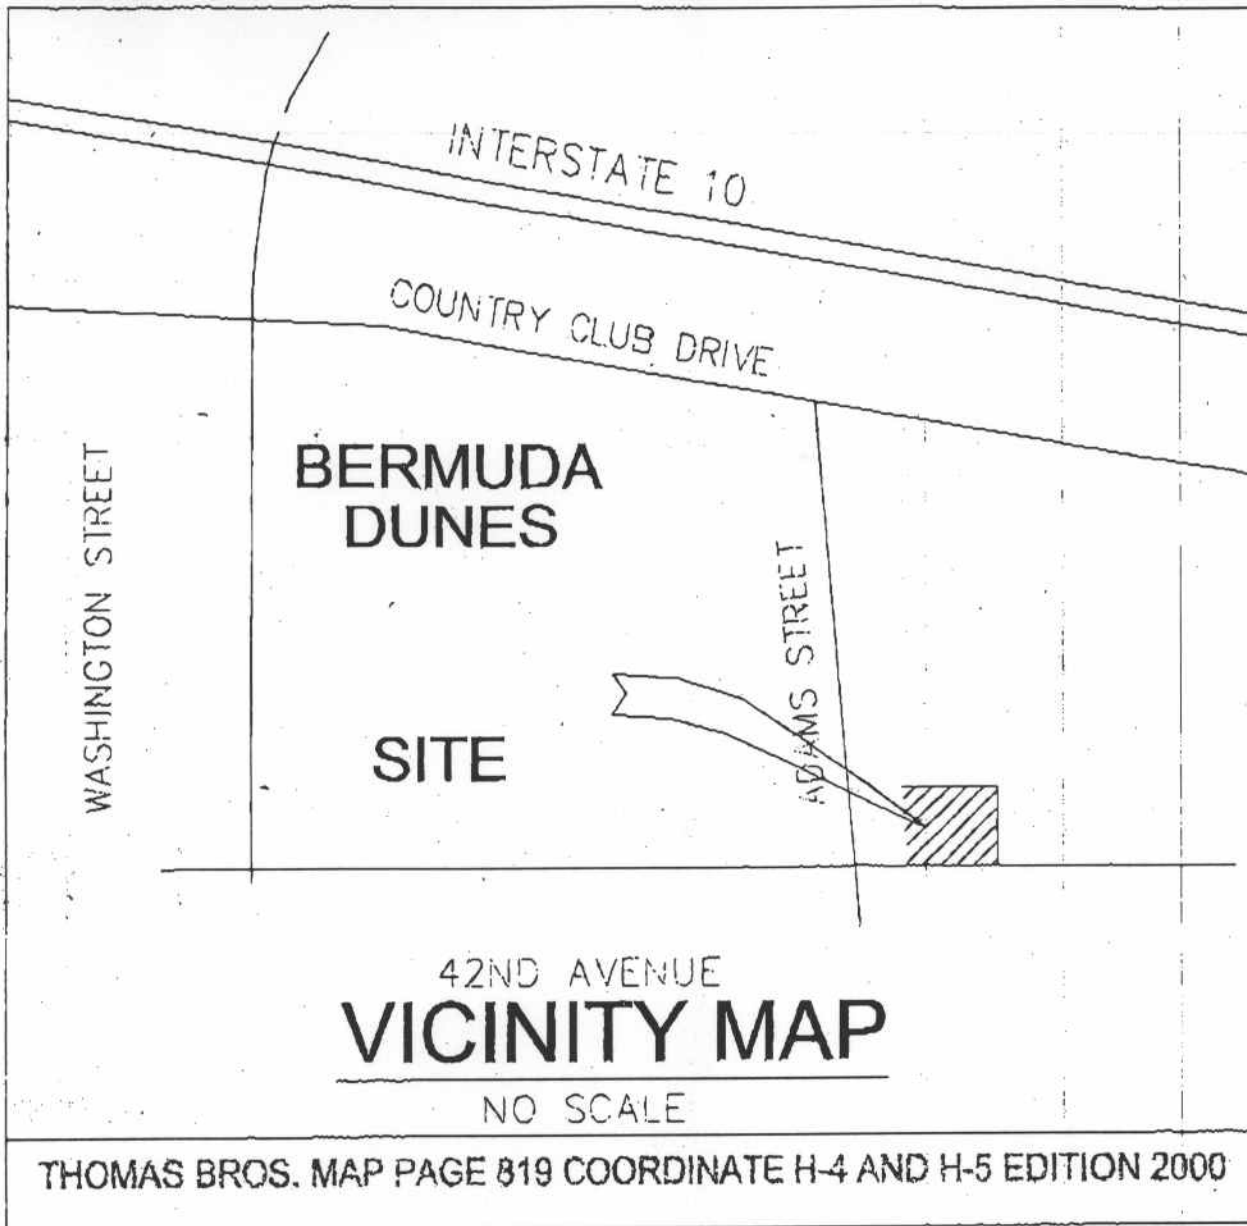 INTERSTATE 10
COUNTRY CLUB DRIVE
BERMUDA
DUNES
WASHINGTON STREET
ADAMS STREET
SITE
42ND AVENUE
VICINITY MAP
NO SCALE
THOMAS BROS. MAP PAGE 819 COORDINATE H-4 AND H-5 EDITION 2000